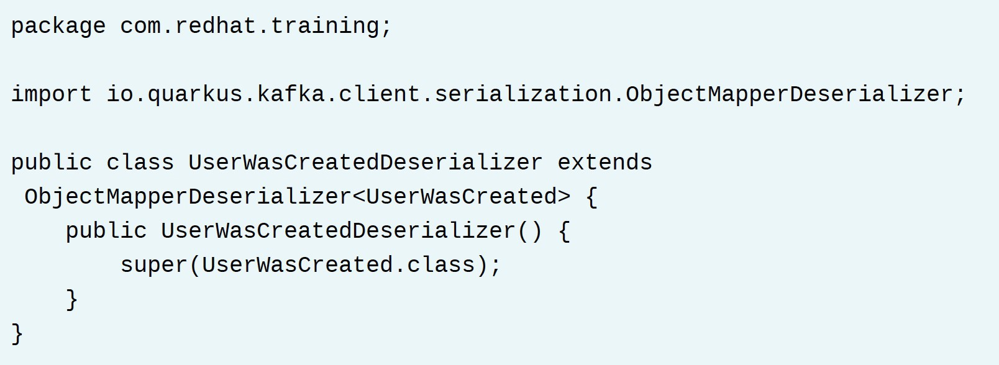 package com.redhat.training;

import io.quarkus.kafka.client.serialization.ObjectMapperDeserializer;

public class UserWasCreatedDeserializer extends
 ObjectMapperDeserializer<UserWasCreated> {
    public UserWasCreatedDeserializer() {
        super(UserWasCreated.class);
    }
}